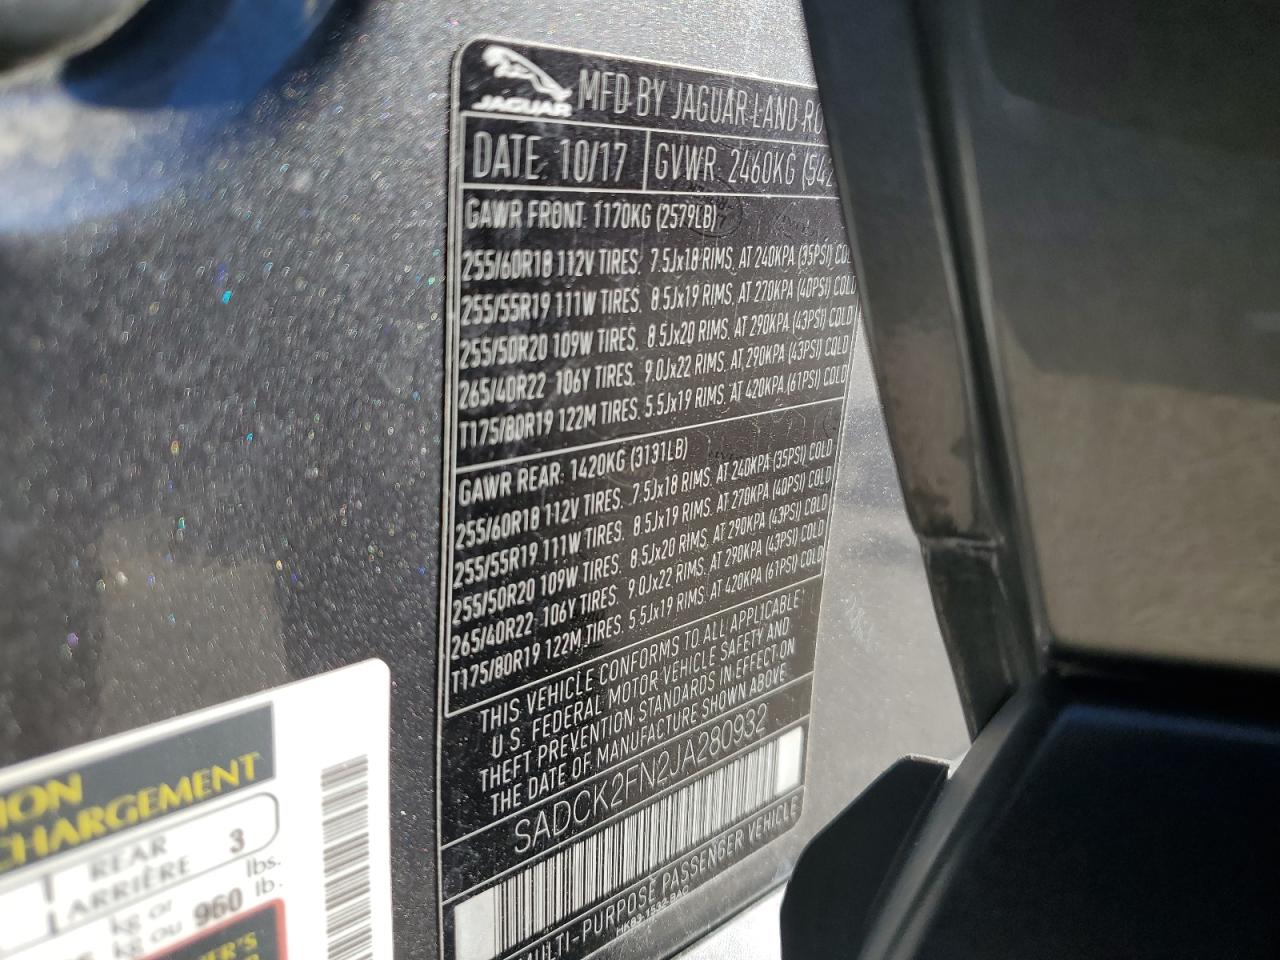 JAGUAR
MFD BY JAGUAR LAND
DATE 10/17
GVWR 2460KG
GAWR FRONT 1170KG (2579LB)
255/60R18 112V TIRES, 7.5Jx18 RIMS, AT 240KPA (35PSI)
255/55R19 111W TIRES, 8.5Jx19 RIMS, AT 270KPA (40PSI) COLD
255/50R20 109W TIRES, 8.5Jx20 RIMS, AT 290KPA (43PSI) COLD
265/40R22 106Y TIRES, 9.0Jx22 RIMS, AT 290KPA (43PSI) COLD
T175/80R19 122M TIRES, 5.5Jx19 RIMS, AT 420KPA (61PSI) COLD
GAWR REAR: 1420KG (3131LB)
255/60R18 112V TIRES, 7.5Jx18 RIMS, AT 240KPA (35PSI) COLD
255/55R19 111W TIRES, 8.5Jx19 RIMS, AT 270KPA (40PSI) COLD
255/50R20 109W TIRES, 8.5Jx20 RIMS, AT 290KPA (43PSI) COLD
265/40R22 106Y TIRES, 9.0Jx22 RIMS, AT 290KPA (43PSI) COLD
T175/80R19 122M TIRES, 5.5Jx19 RIMS, AT 420KPA (61PSI) COLD
THIS VEHICLE CONFORMS TO ALL APPLICABLE
U.S. FEDERAL MOTOR VEHICLE SAFETY AND
THEFT PREVENTION STANDARDS IN EFFECT ON
THE DATE OF MANUFACTURE SHOWN ABOVE
SADCK2FN2JA280932
MULTI-PURPOSE PASSENGER VEHICLE
HK83-1532-BAC
CHARGEMENT
REAR 3
ARRIÈRE
kg or lbs.
kg ou 960 lb.